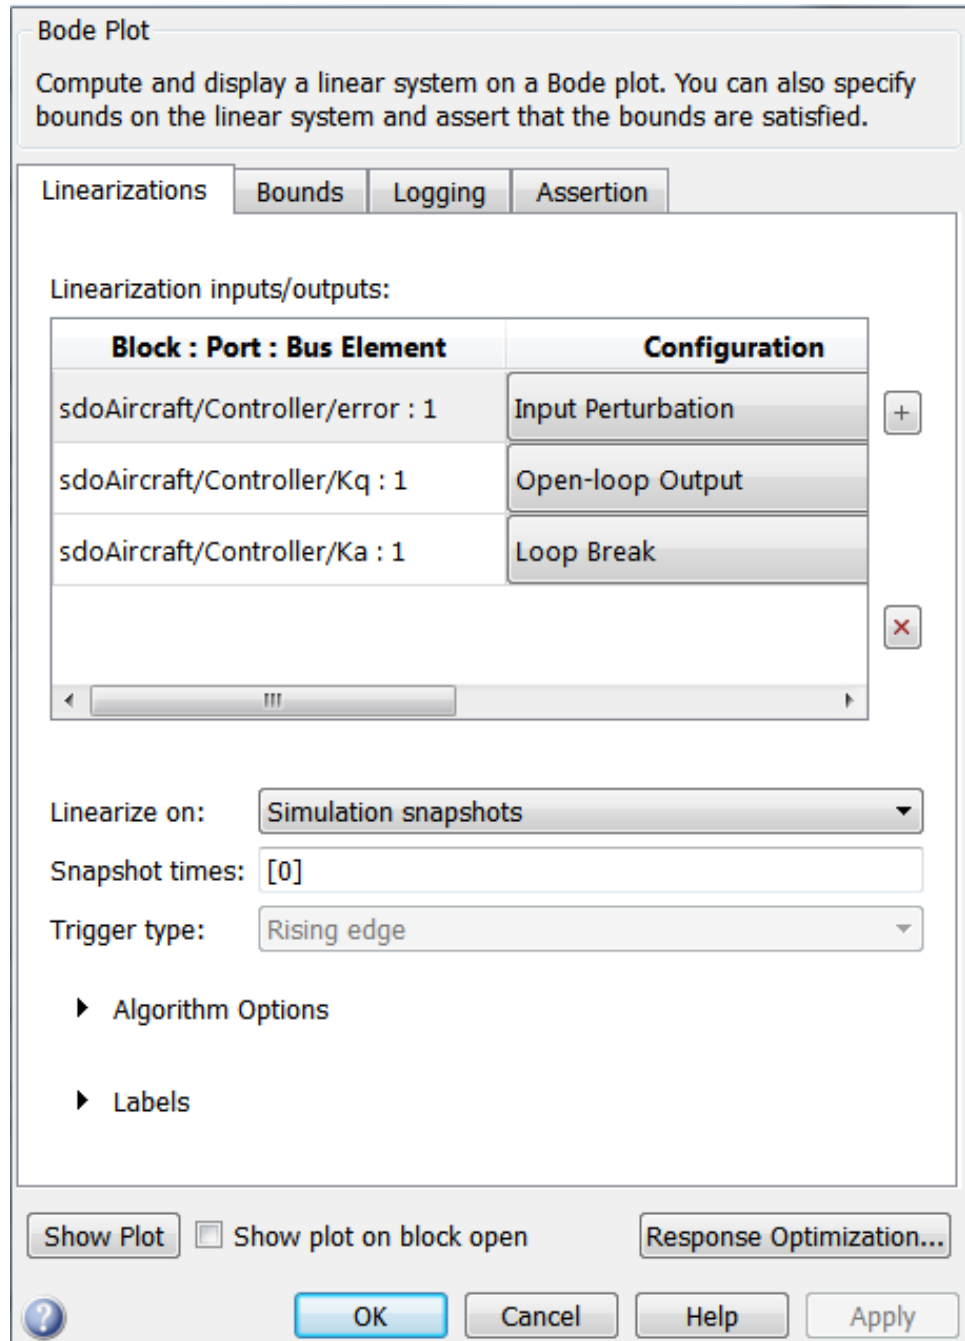 Bode Plot
Compute and display a linear system on a Bode plot. You can also specify
bounds on the linear system and assert that the bounds are satisfied.
Linearizations Bounds Logging Assertion
Linearization inputs/outputs:
Block : Port : Bus Element Configuration
sdoAircraft/Controller/error : 1 Input Perturbation
+
sdoAircraft/Controller/Kq : 1 Open-loop Output
sdoAircraft/Controller/Ka : 1 Loop Break
Linearize on: Simulation snapshots
Snapshot times: [0]
Trigger type: Rising edge
Algorithm Options
Labels
Show Plot Show plot on block open Response Optimization...
? OK Cancel Help Apply